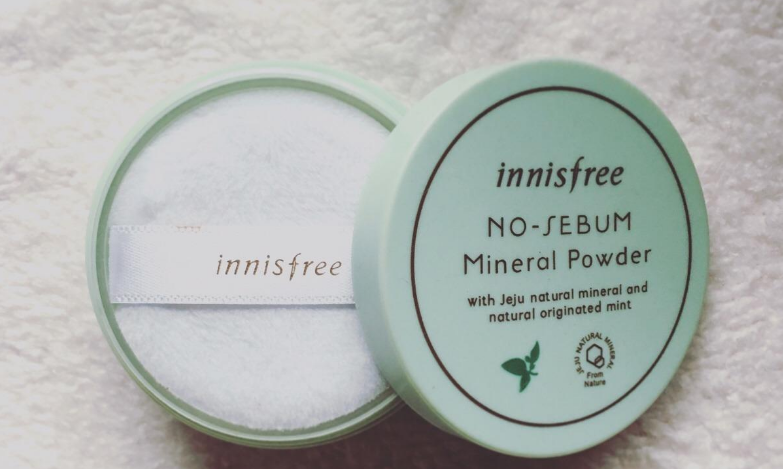 innisfree
innisfree
NO-SEBUM
Mineral Powder
with Jeju natural mineral and
natural originated mint
JEJU NATURAL MINERAL
From
Nature